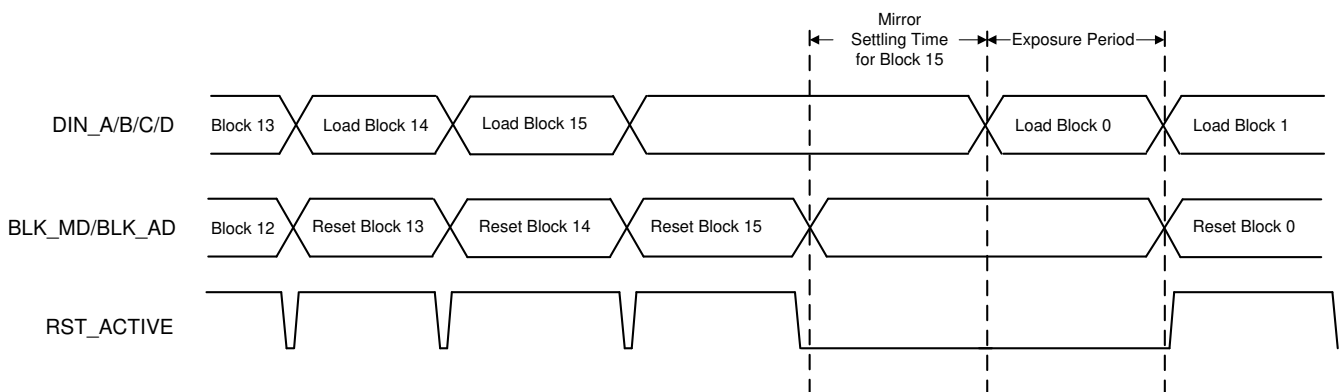 Mirror
Settling Time
for Block 15
Exposure Period
DIN_A/B/C/D
Block 13
Load Block 14
Load Block 15
Load Block 0
Load Block 1
BLK_MD/BLK_AD
Block 12
Reset Block 13
Reset Block 14
Reset Block 15
Reset Block 0
RST_ACTIVE